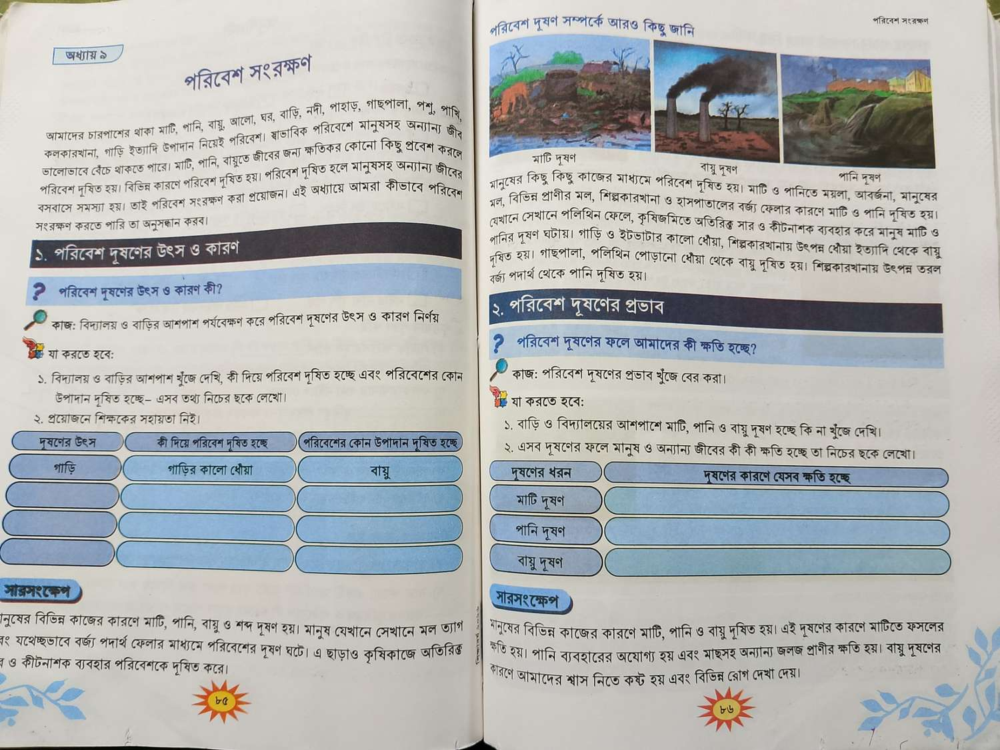 অধ্যায় ৯
পরিবেশ সংরক্ষণ
আমাদের চারপাশের থাকা মাটি, পানি, বায়ু, আলো, ঘর, বাড়ি, নদী, পাহাড়, গাছপালা, পশু, পাখি,
কলকারখানা, গাড়ি ইত্যাদি উপাদান নিয়েই পরিবেশ। স্বাভাবিক পরিবেশে মানুষসহ অন্যান্য জীব
ভালোভাবে বেঁচে থাকতে পারে। মাটি, পানি, বায়ুতে জীবের জন্য ক্ষতিকর কোনো কিছু প্রবেশ করলে
পরিবেশ দূষিত হয়। বিভিন্ন কারণে পরিবেশ দূষিত হয়। পরিবেশ দূষিত হলে মানুষসহ অন্যান্য জীবের
বসবাসে সমস্যা হয়। তাই পরিবেশ সংরক্ষণ করা প্রয়োজন। এই অধ্যায়ে আমরা কীভাবে পরিবেশ
সংরক্ষণ করতে পারি তা অনুসন্ধান করব।
১. পরিবেশ দূষণের উৎস ও কারণ
? পরিবেশ দূষণের উৎস ও কারণ কী?
কাজ: বিদ্যালয় ও বাড়ির আশপাশ পর্যবেক্ষণ করে পরিবেশ দূষণের উৎস ও কারণ নির্ণয়
যা করতে হবে:
১. বিদ্যালয় ও বাড়ির আশপাশ খুঁজে দেখি, কী দিয়ে পরিবেশ দূষিত হচ্ছে এবং পরিবেশের কোন
উপাদান দূষিত হচ্ছে– এসব তথ্য নিচের ছকে লেখো।
২. প্রয়োজনে শিক্ষকের সহায়তা নিই।
দূষণের উৎস কী দিয়ে পরিবেশ দূষিত হচ্ছে পরিবেশের কোন উপাদান দূষিত হচ্ছে
গাড়ি গাড়ির কালো ধোঁয়া বায়ু
সারসংক্ষেপ
বিভিন্ন কাজের কারণে মাটি, পানি, বায়ু ও শব্দ দূষণ হয়। মানুষ যেখানে সেখানে মল ত্যাগ
যথেচ্ছভাবে বর্জ্য পদার্থ ফেলার মাধ্যমে পরিবেশের দূষণ ঘটে। এ ছাড়াও কৃষিকাজে অতিরিক্ত
ও কীটনাশক ব্যবহার পরিবেশকে দূষিত করে।
৮৫
পরিবেশ সংরক্ষণ
পরিবেশ দূষণ সম্পর্কে আরও কিছু জানি
মাটি দূষণ
বায়ু দূষণ
পানি দূষণ
মানুষের কিছু কিছু কাজের মাধ্যমে পরিবেশ দূষিত হয়। মাটি ও পানিতে ময়লা, আবর্জনা, মানুষের
মল, বিভিন্ন প্রাণীর মল, শিল্পকারখানা ও হাসপাতালের বর্জ্য ফেলার কারণে মাটি ও পানি দূষিত হয়।
যেখানে সেখানে পলিথিন ফেলে, কৃষিজমিতে অতিরিক্ত সার ও কীটনাশক ব্যবহার করে মানুষ মাটি ও
পানির দূষণ ঘটায়। গাড়ি ও ইটভাটার কালো ধোঁয়া, শিল্পকারখানায় উৎপন্ন ধোঁয়া ইত্যাদি থেকে বায়ু
দূষিত হয়। গাছপালা, পলিথিন পোড়ানো ধোঁয়া থেকে বায়ু দূষিত হয়। শিল্পকারখানায় উৎপন্ন তরল
বর্জ্য পদার্থ থেকে পানি দূষিত হয়।
২. পরিবেশ দূষণের প্রভাব
? পরিবেশ দূষণের ফলে আমাদের কী ক্ষতি হচ্ছে?
কাজ: পরিবেশ দূষণের প্রভাব খুঁজে বের করা।
যা করতে হবে:
১. বাড়ি ও বিদ্যালয়ের আশপাশে মাটি, পানি ও বায়ু দূষণ হচ্ছে কি না খুঁজে দেখি।
২. এসব দূষণের ফলে মানুষ ও অন্যান্য জীবের কী কী ক্ষতি হচ্ছে তা নিচের ছকে লেখো।
দূষণের ধরন দূষণের কারণে যেসব ক্ষতি হচ্ছে
মাটি দূষণ
পানি দূষণ
বায়ু দূষণ
সারসংক্ষেপ
মানুষের বিভিন্ন কাজের কারণে মাটি, পানি ও বায়ু দূষিত হয়। এই দূষণের কারণে মাটিতে ফসলের
ক্ষতি হয়। পানি ব্যবহারের অযোগ্য হয় এবং মাছসহ অন্যান্য জলজ প্রাণীর ক্ষতি হয়। বায়ু দূষণের
কারণে আমাদের শ্বাস নিতে কষ্ট হয় এবং বিভিন্ন রোগ দেখা দেয়।
৮৬